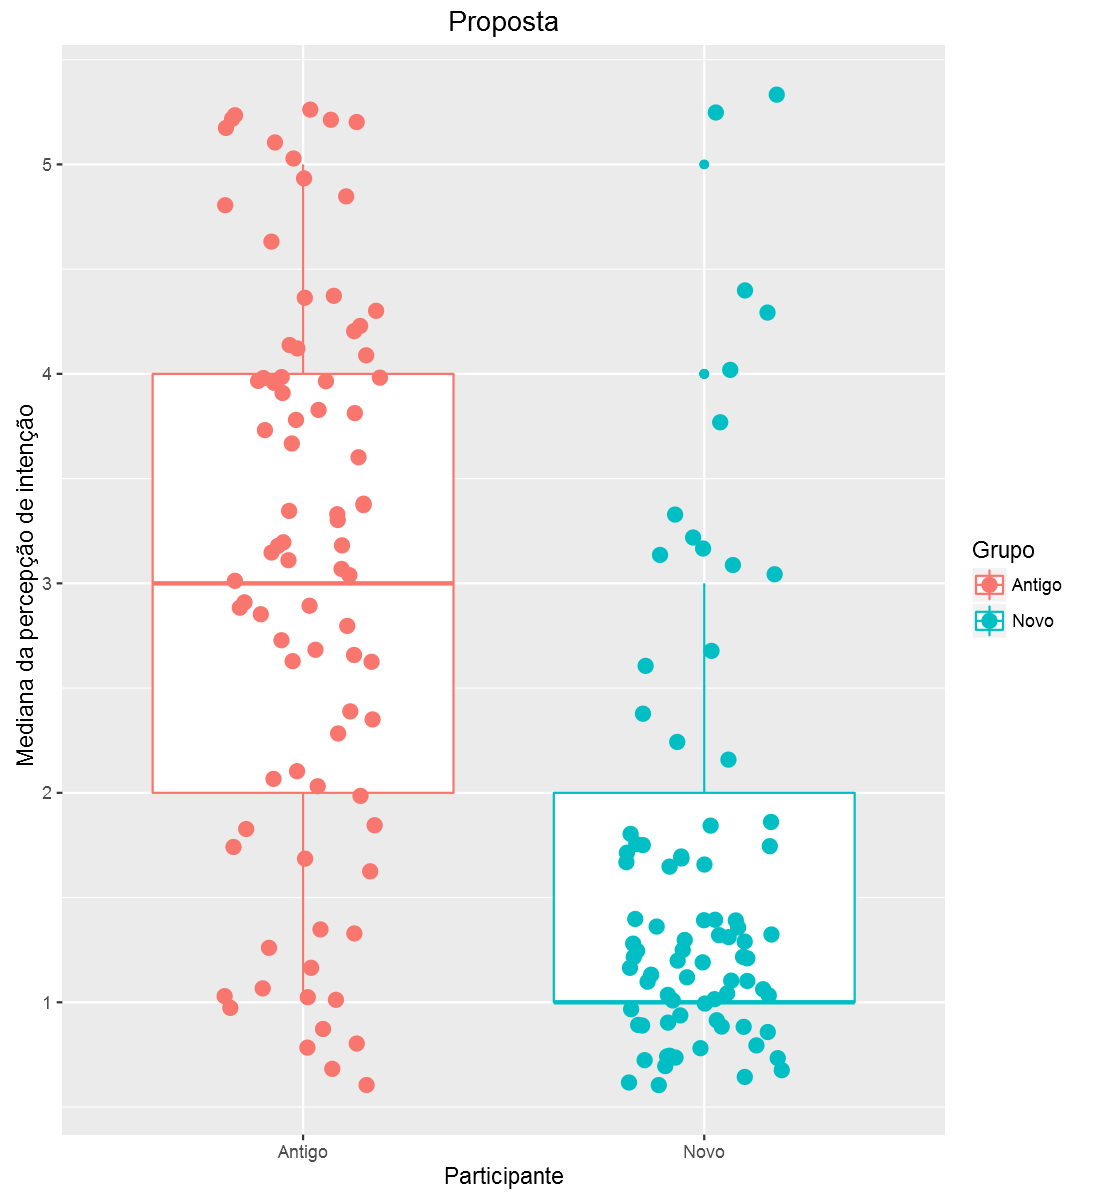 Proposta
Mediana da percepção de intenção
5
4
3
2
1
Antigo
Novo
Participante
Grupo
Antigo
Novo